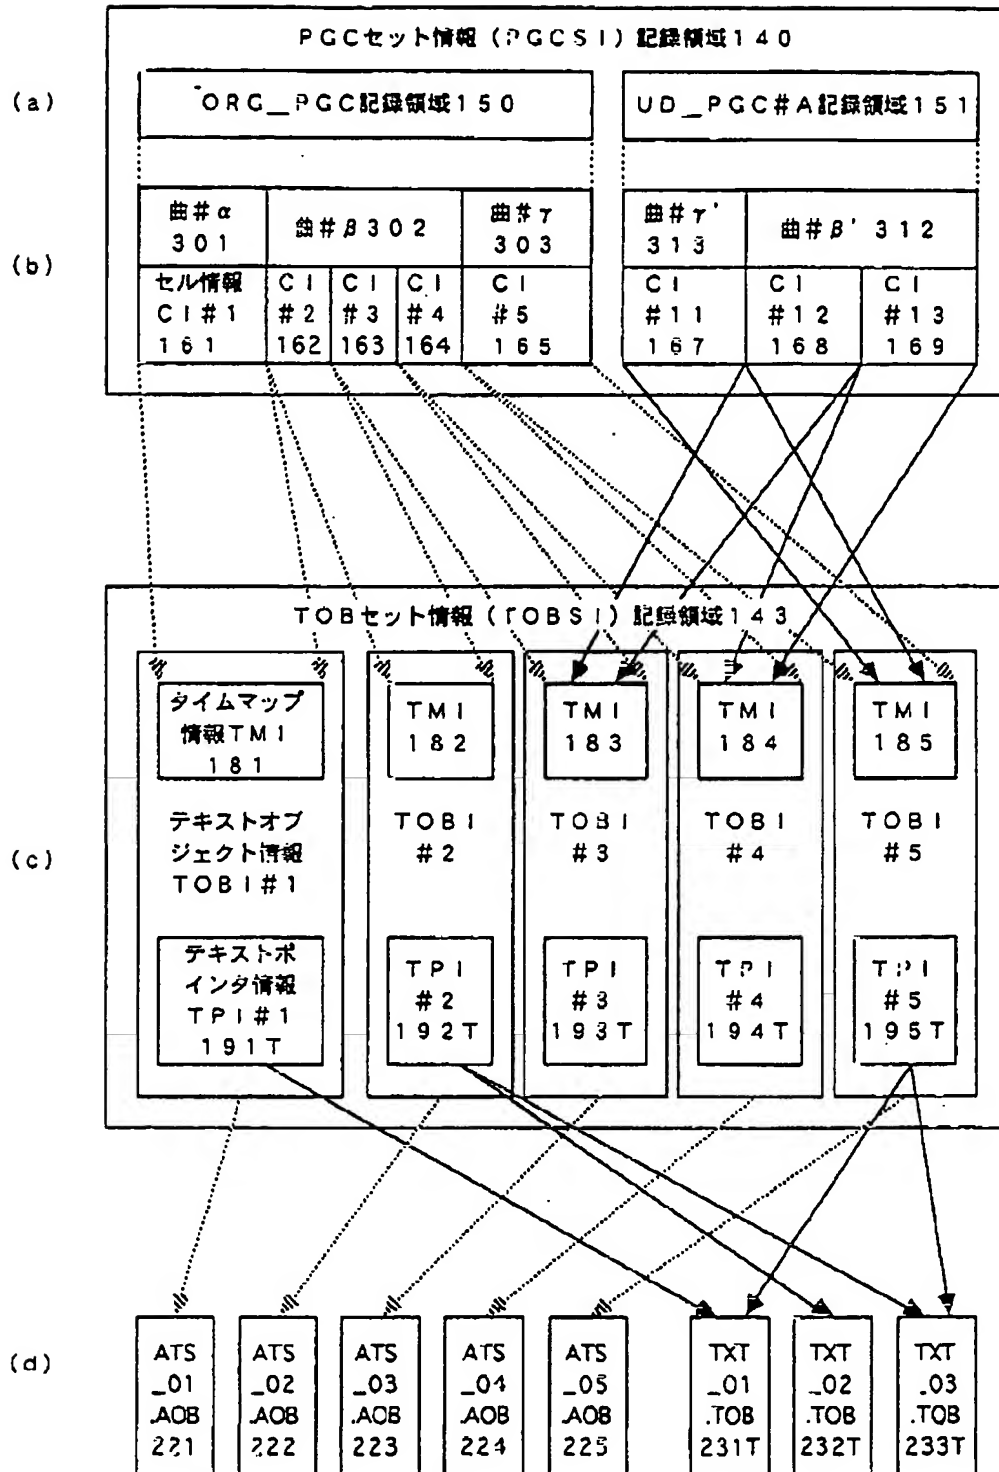 PGCセット情報(PGCSI)記録領域140
(a)
ORG_PGC記録領域150
UD_PGC#A記録領域151
(b)
曲#α
301
曲#β302
曲#γ
303
曲#γ'
313
曲#β'312
セル情報
CI#1
161
CI
#2
162
CI
#3
163
CI
#4
164
CI
#5
165
CI
#11
167
CI
#12
168
CI
#13
169
TOBセット情報(TOBSI)記録領域143
(c)
タイムマップ
情報TMI
181
TMI
182
TMI
183
TMI
184
TMI
185
テキストオブ
ジェクト情報
TOBI#1
TOBI
#2
TOBI
#3
TOBI
#4
TOBI
#5
テキストポ
インタ情報
TPI#1
191T
TPI
#2
192T
TPI
#3
193T
TPI
#4
194T
TPI
#5
195T
(d)
ATS
_01
.AOB
221
ATS
_02
.AOB
222
ATS
_03
.AOB
223
ATS
_04
.AOB
224
ATS
_05
.AOB
225
TXT
_01
.TOB
231T
TXT
_02
.TOB
232T
TXT
_03
.TOB
233T